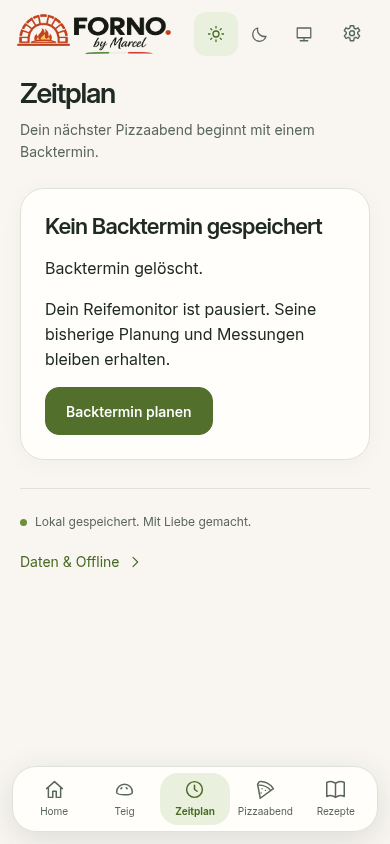 FORNO.
by Marcel
Zeitplan
Dein nächster Pizzaabend beginnt mit einem
Backtermin.
Kein Backtermin gespeichert
Backtermin gelöscht.
Dein Reifemonitor ist pausiert. Seine
bisherige Planung und Messungen
bleiben erhalten.
Backtermin planen
Lokal gespeichert. Mit Liebe gemacht.
Daten & Offline
Home
Teig
Zeitplan
Pizzaabend
Rezepte